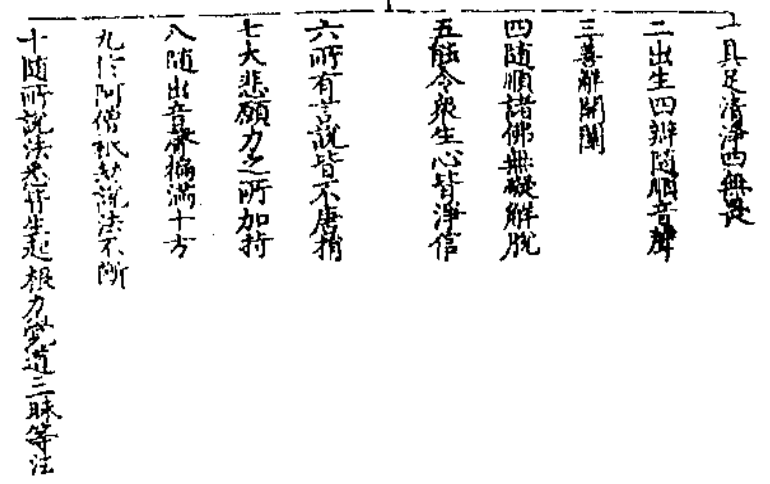 一具足清淨四無畏
二出生四辯隨順音聲
三善解開闡
四隨順諸佛無礙解脫
五能令眾生心皆淨信
六所有言說皆不唐捐
七大悲願力之所加持
八隨出音聲徧滿十方
九於阿僧祇劫說法不斷
十隨所說法悉能生起根力覺道三昧等法